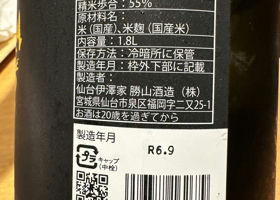 精米歩合：55%
原材料名：
米（国産）、米麹（国産米）
内容量：1.8L
保存方法：冷暗所に保管
製造年月：枠外下部に記載
製造者：
仙台伊澤家 勝山酒造（株）
宮城県仙台市泉区福岡字二又25-1
お酒は20歳を過ぎてから
製造年月
R6.9
プラ
キャップ
（中栓）